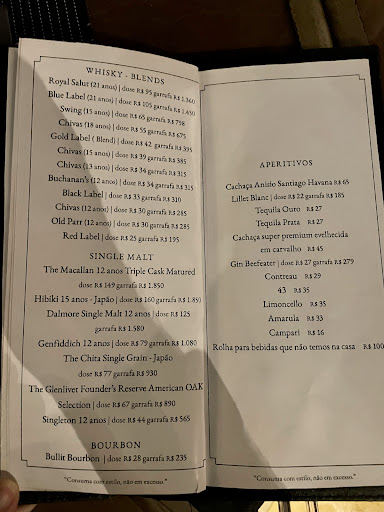 WHISKY - BLENDS
Royal Salut (21 anos) | dose R$ 95 garrafa R$ 1.360
Blue Label (21 anos) | dose R$ 105 garrafa R$ 1.650
Swing (15 anos) | dose R$ 65 garrafa R$ 798
Chivas (18 anos) | dose R$ 55 garrafa R$ 675
Gold Label ( Blend) | dose R$ 42 garrafa R$ 395
Chivas (15 anos) | dose R$ 39 garrafa R$ 385
Chivas (13 anos) | dose R$ 34 garrafa R$ 315
Buchanan's (12 anos) | dose R$ 34 garrafa R$ 315
Black Label | dose R$ 33 garrafa R$ 310
Chivas (12 anos) | dose R$ 30 garrafa R$ 285
Old Parr (12 anos) | dose R$ 30 garrafa R$ 285
Red Label | dose R$ 25 garrafa R$ 195
SINGLE MALT
The Macallan 12 anos Triple Cask Matured
dose R$ 149 garrafa R$ 1.850
Hibiki 15 anos - Japão | dose R$ 160 garrafa R$ 1.850
Dalmore Single Malt 12 anos | dose R$ 125
garrafa R$ 1.580
Genfiddich 12 anos | dose R$ 79 garrafa R$ 1.080
The Chita Single Grain - Japão
dose R$ 77 garrafa R$ 930
The Glenlivet Founder's Reserve American OAK
Selection | dose R$ 67 garrafa R$ 890
Singleton 12 anos | dose R$ 44 garrafa R$ 565
BOURBON
Bullit Bourbon | dose R$ 28 garrafa R$ 235
"Consuma com estilo, não em excesso."
APERITIVOS
Cachaça Anísio Santiago Havana R$ 65
Lillet Blanc | dose R$ 22 garrafa R$ 185
Tequila Ouro R$ 27
Tequila Prata R$ 27
Cachaça super premium evelhecida
em carvalho R$ 45
Gin Beefeater | dose R$ 27 garrafa R$ 279
Contreau R$ 29
43 R$ 35
Limoncello R$ 35
Amarula R$ 33
Campari R$ 16
Rolha para bebidas que não temos na casa R$ 100
"Consuma com estilo, não em excesso."